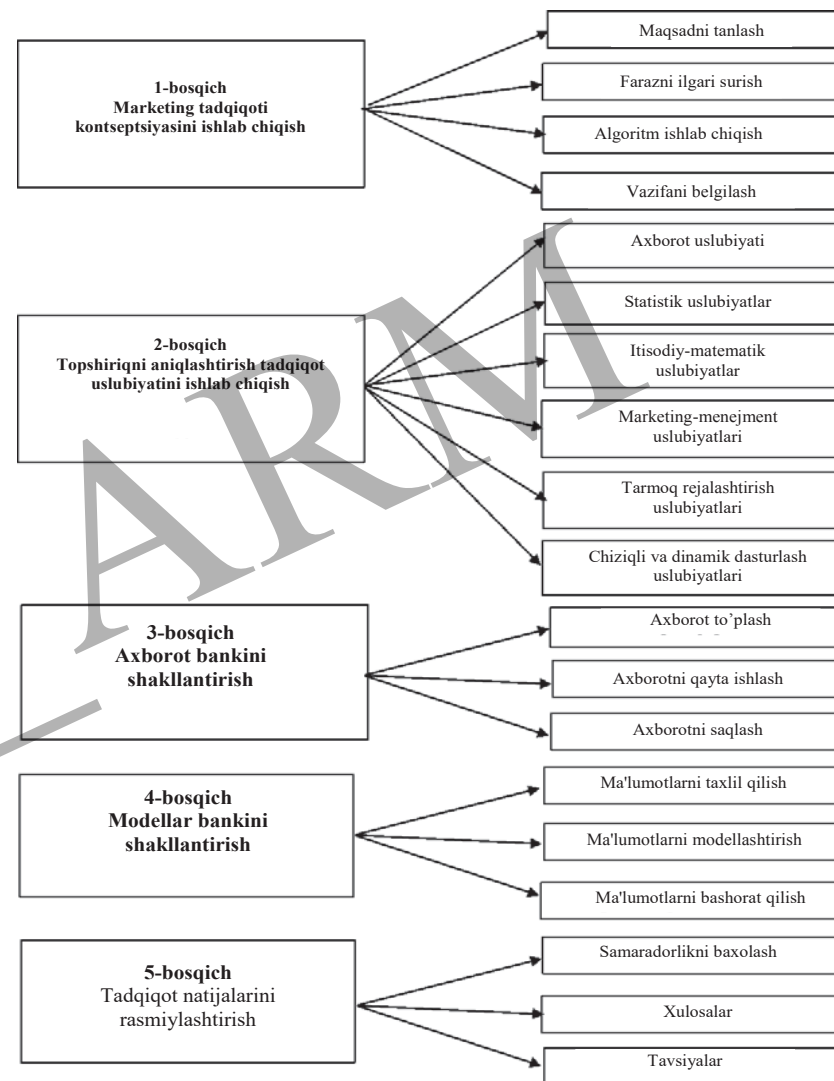 1-bosqich
Marketing tadqiqoti
kontseptsiyasini ishlab chiqish
Maqsadni tanlash
Farazni ilgari surish
Algoritm ishlab chiqish
Vazifani belgilash
2-bosqich
Topshiriqni aniqlashtirish tadqiqot
uslubiyatini ishlab chiqish
Axborot uslubiyati
Statistik uslubiyatlar
Itisodiy-matematik
uslubiyatlar
Marketing-menejment
uslubiyatlari
Tarmoq rejalashtirish
uslubiyatlari
Chiziqli va dinamik dasturlash
uslubiyatlari
3-bosqich
Axborot bankini
shakllantirish
Axborot to’plash
Axborotni qayta ishlash
Axborotni saqlash
4-bosqich
Modellar bankini
shakllantirish
Ma'lumotlarni taxlil qilish
Ma'lumotlarni modellashtirish
Ma'lumotlarni bashorat qilish
5-bosqich
Tadqiqot natijalarini
rasmiylashtirish
Samaradorlikni baxolash
Xulosalar
Tavsiyalar
_ARM